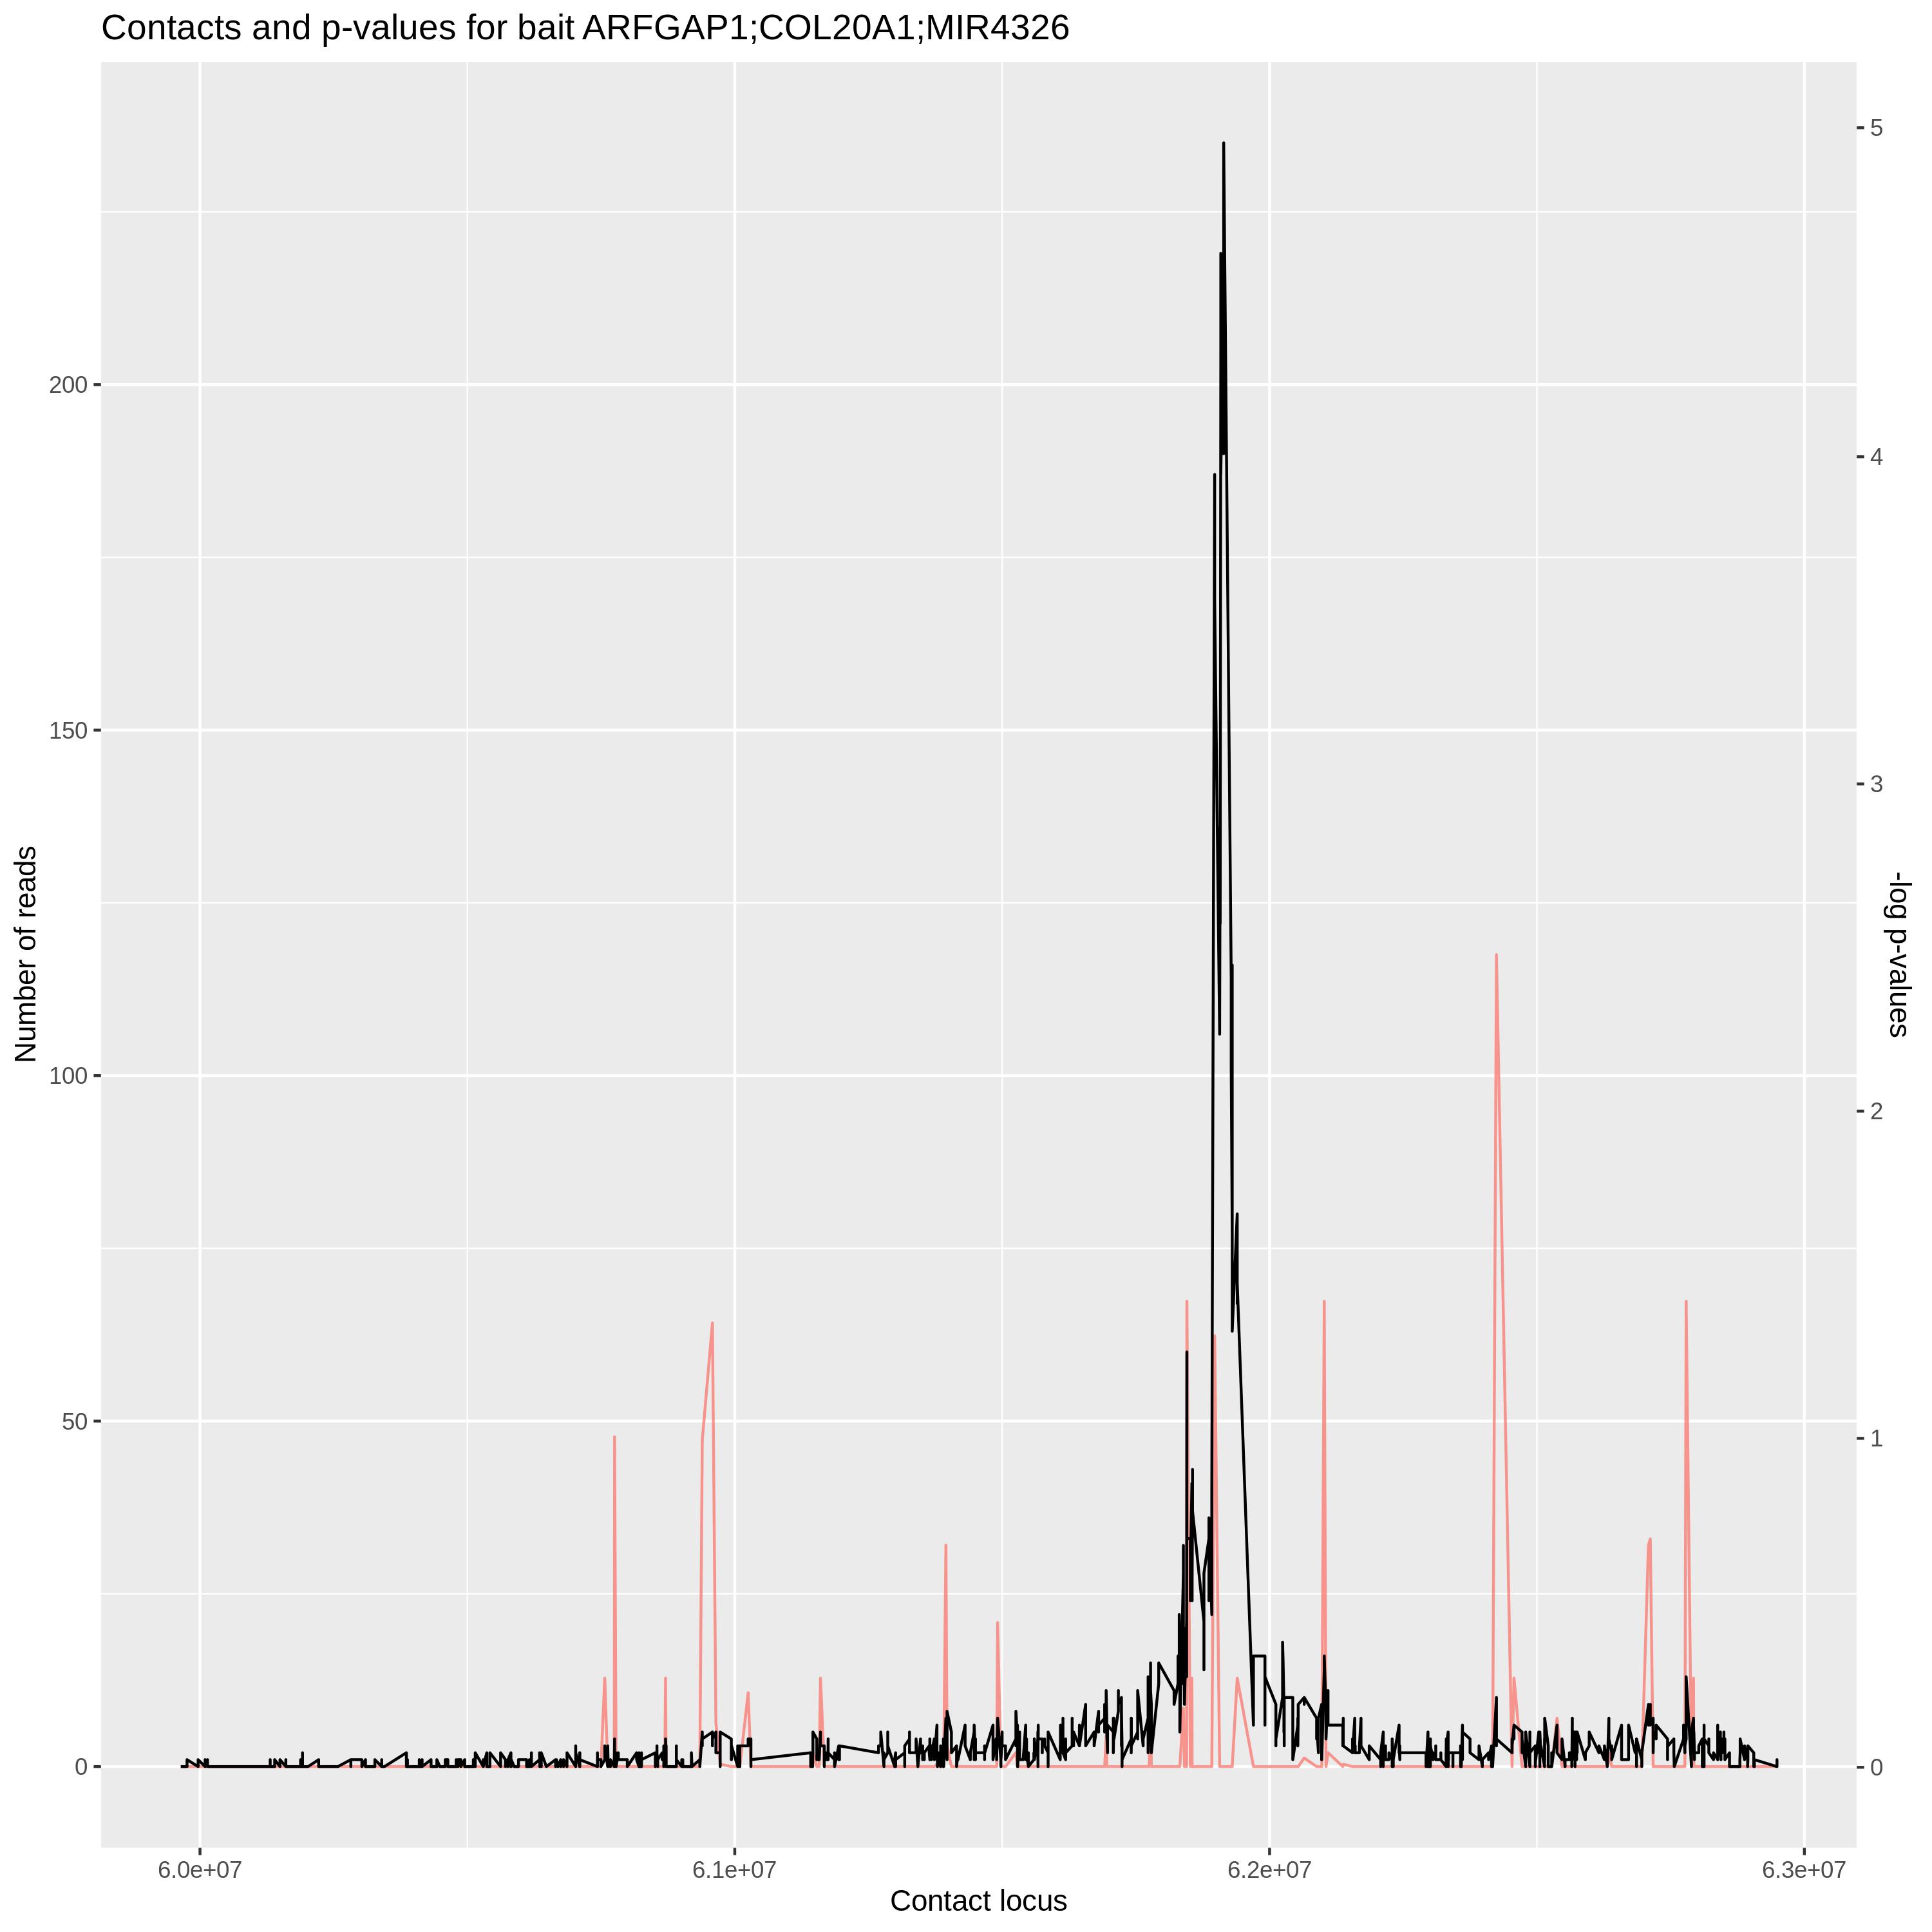 Contacts and p-values for bait ARFGAP1;COL20A1;MIR4326
Number of reads
200
150
100
50
0
5
4
3
2
1
0
-log p-values
6.0e+07 6.1e+07 6.2e+07 6.3e+07
Contact locus